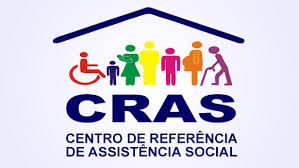 CRAS
CENTRO DE REFERÊNCIA
DE ASSISTÊNCIA SOCIAL